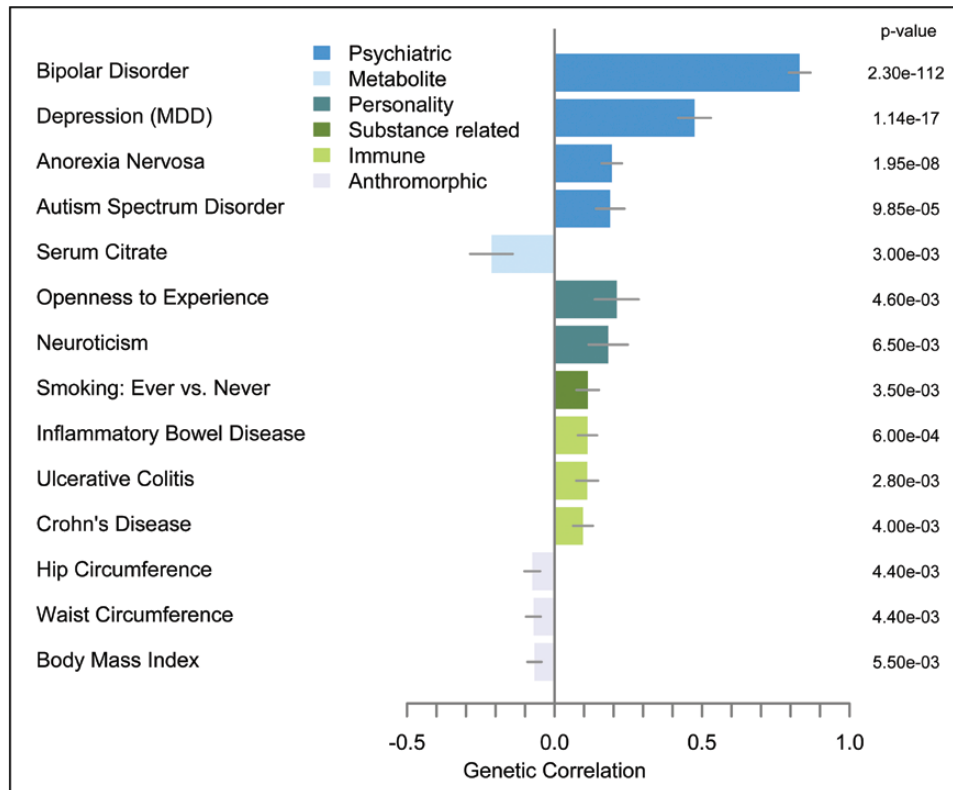 p-value
Psychiatric
Metabolite
Personality
Substance related
Immune
Anthromorphic
Bipolar Disorder 2.30e-112
Depression (MDD) 1.14e-17
Anorexia Nervosa 1.95e-08
Autism Spectrum Disorder 9.85e-05
Serum Citrate 3.00e-03
Openness to Experience 4.60e-03
Neuroticism 6.50e-03
Smoking: Ever vs. Never 3.50e-03
Inflammatory Bowel Disease 6.00e-04
Ulcerative Colitis 2.80e-03
Crohn's Disease 4.00e-03
Hip Circumference 4.40e-03
Waist Circumference 4.40e-03
Body Mass Index 5.50e-03
-0.5 0.0 0.5 1.0
Genetic Correlation